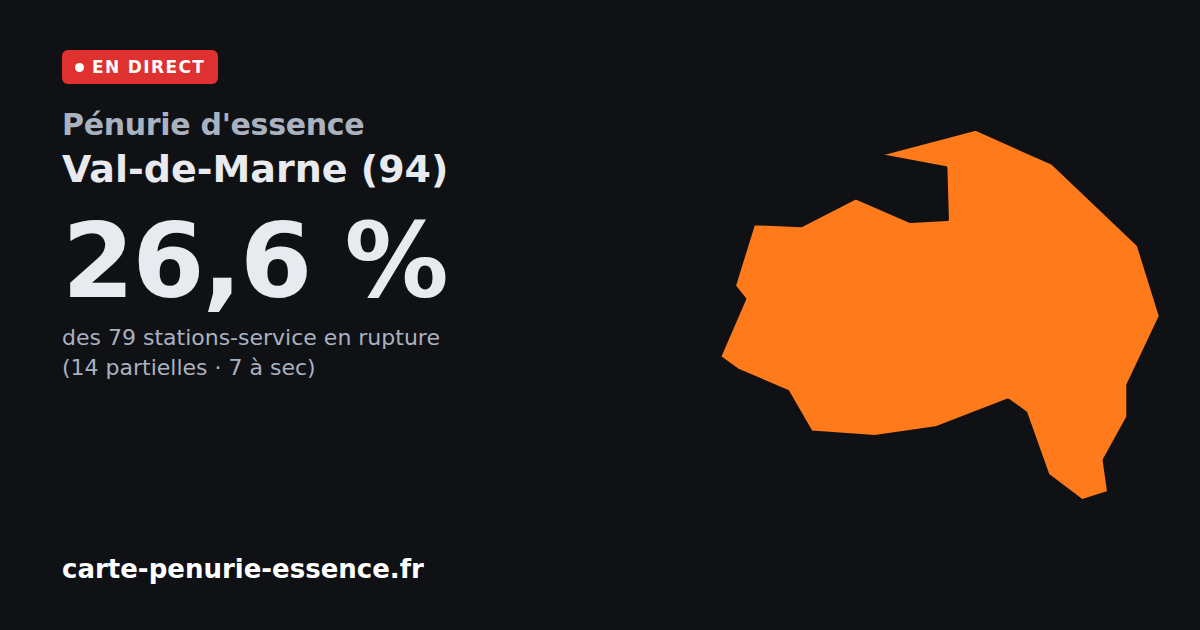 EN DIRECT
Pénurie d'essence
Val-de-Marne (94)
26,6 %
des 79 stations-service en rupture
(14 partielles · 7 à sec)
carte-penurie-essence.fr